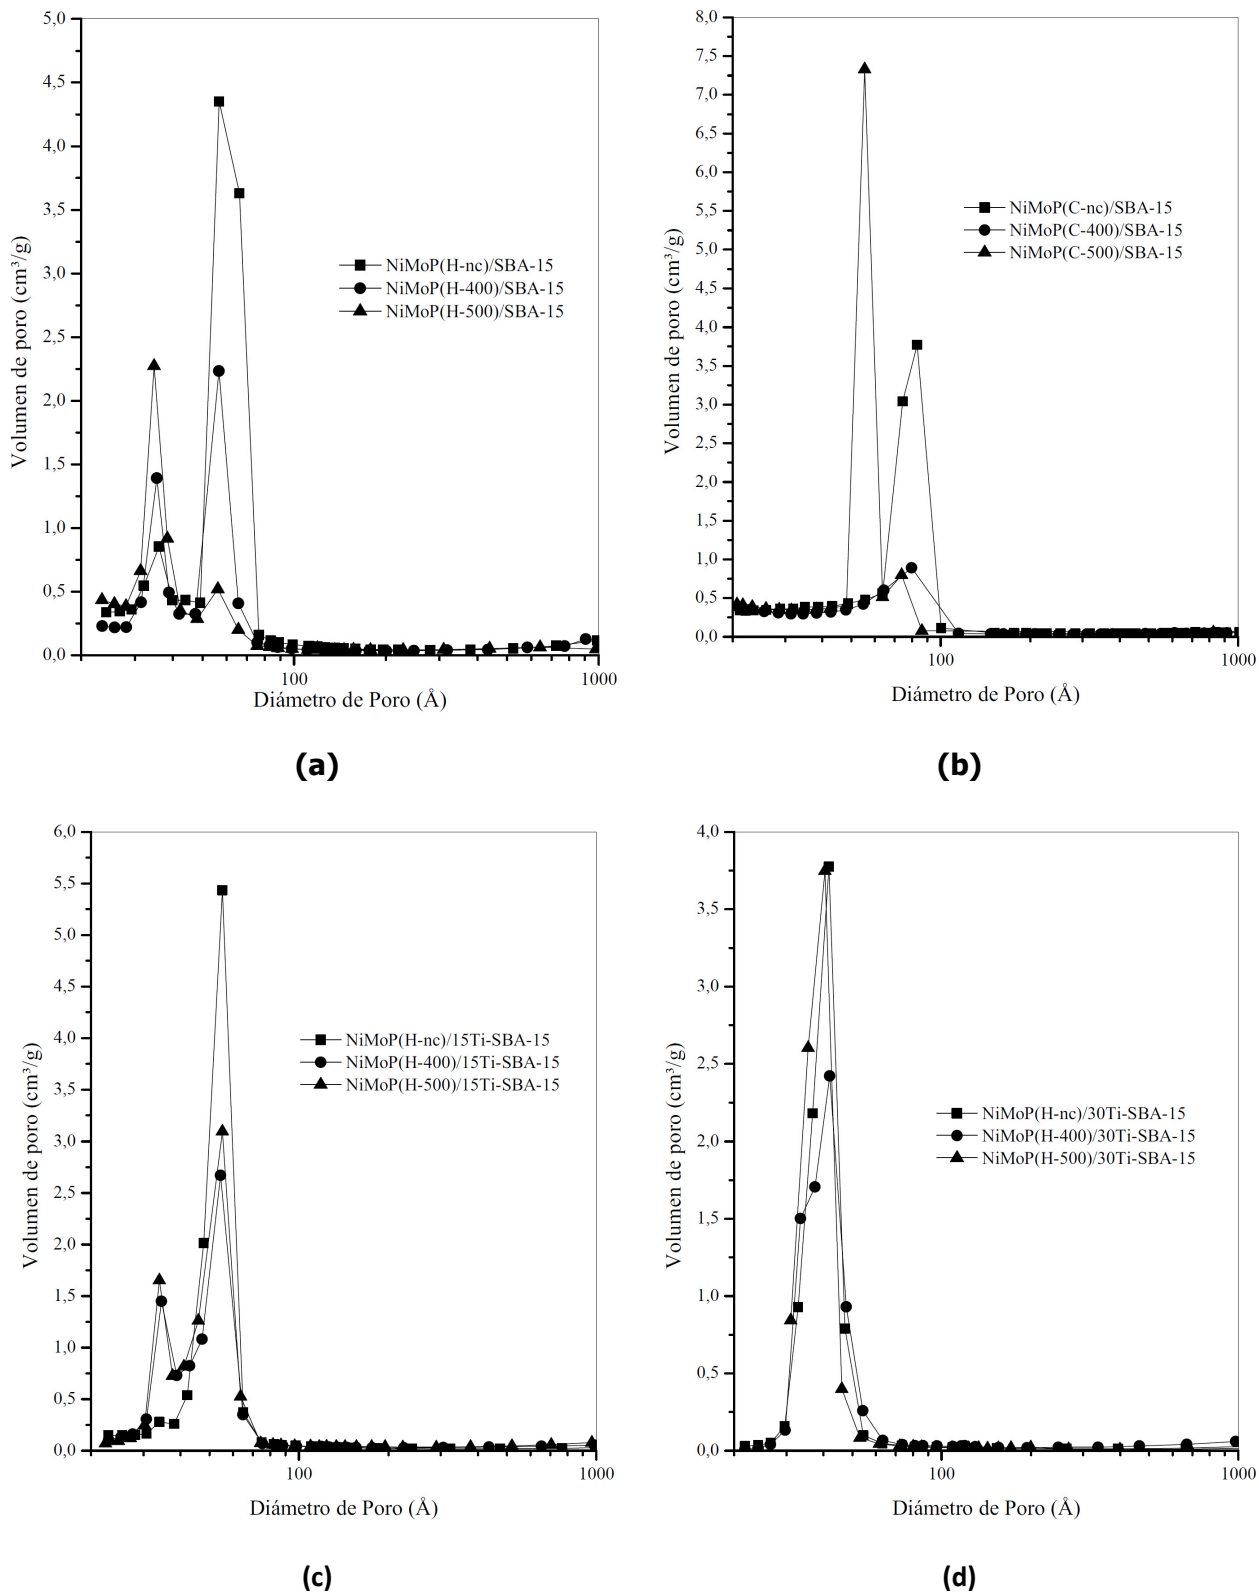 5,0
4,5
4,0
3,5
3,0
2,5
2,0
1,5
1,0
0,5
0,0
Volumen de poro (cm³/g)
NiMoP(H-nc)/SBA-15
NiMoP(H-400)/SBA-15
NiMoP(H-500)/SBA-15
100
1000
Diámetro de Poro (Å)
(a)
8,0
7,5
7,0
6,5
6,0
5,5
5,0
4,5
4,0
3,5
3,0
2,5
2,0
1,5
1,0
0,5
0,0
Volumen de poro (cm³/g)
NiMoP(C-nc)/SBA-15
NiMoP(C-400)/SBA-15
NiMoP(C-500)/SBA-15
100
1000
Diámetro de Poro (Å)
(b)
6,0
5,5
5,0
4,5
4,0
3,5
3,0
2,5
2,0
1,5
1,0
0,5
0,0
Volumen de poro (cm³/g)
NiMoP(H-nc)/15Ti-SBA-15
NiMoP(H-400)/15Ti-SBA-15
NiMoP(H-500)/15Ti-SBA-15
100
1000
Diámetro de Poro (Å)
(c)
4,0
3,5
3,0
2,5
2,0
1,5
1,0
0,5
0,0
Volumen de poro (cm³/g)
NiMoP(H-nc)/30Ti-SBA-15
NiMoP(H-400)/30Ti-SBA-15
NiMoP(H-500)/30Ti-SBA-15
100
1000
Diámetro de Poro (Å)
(d)